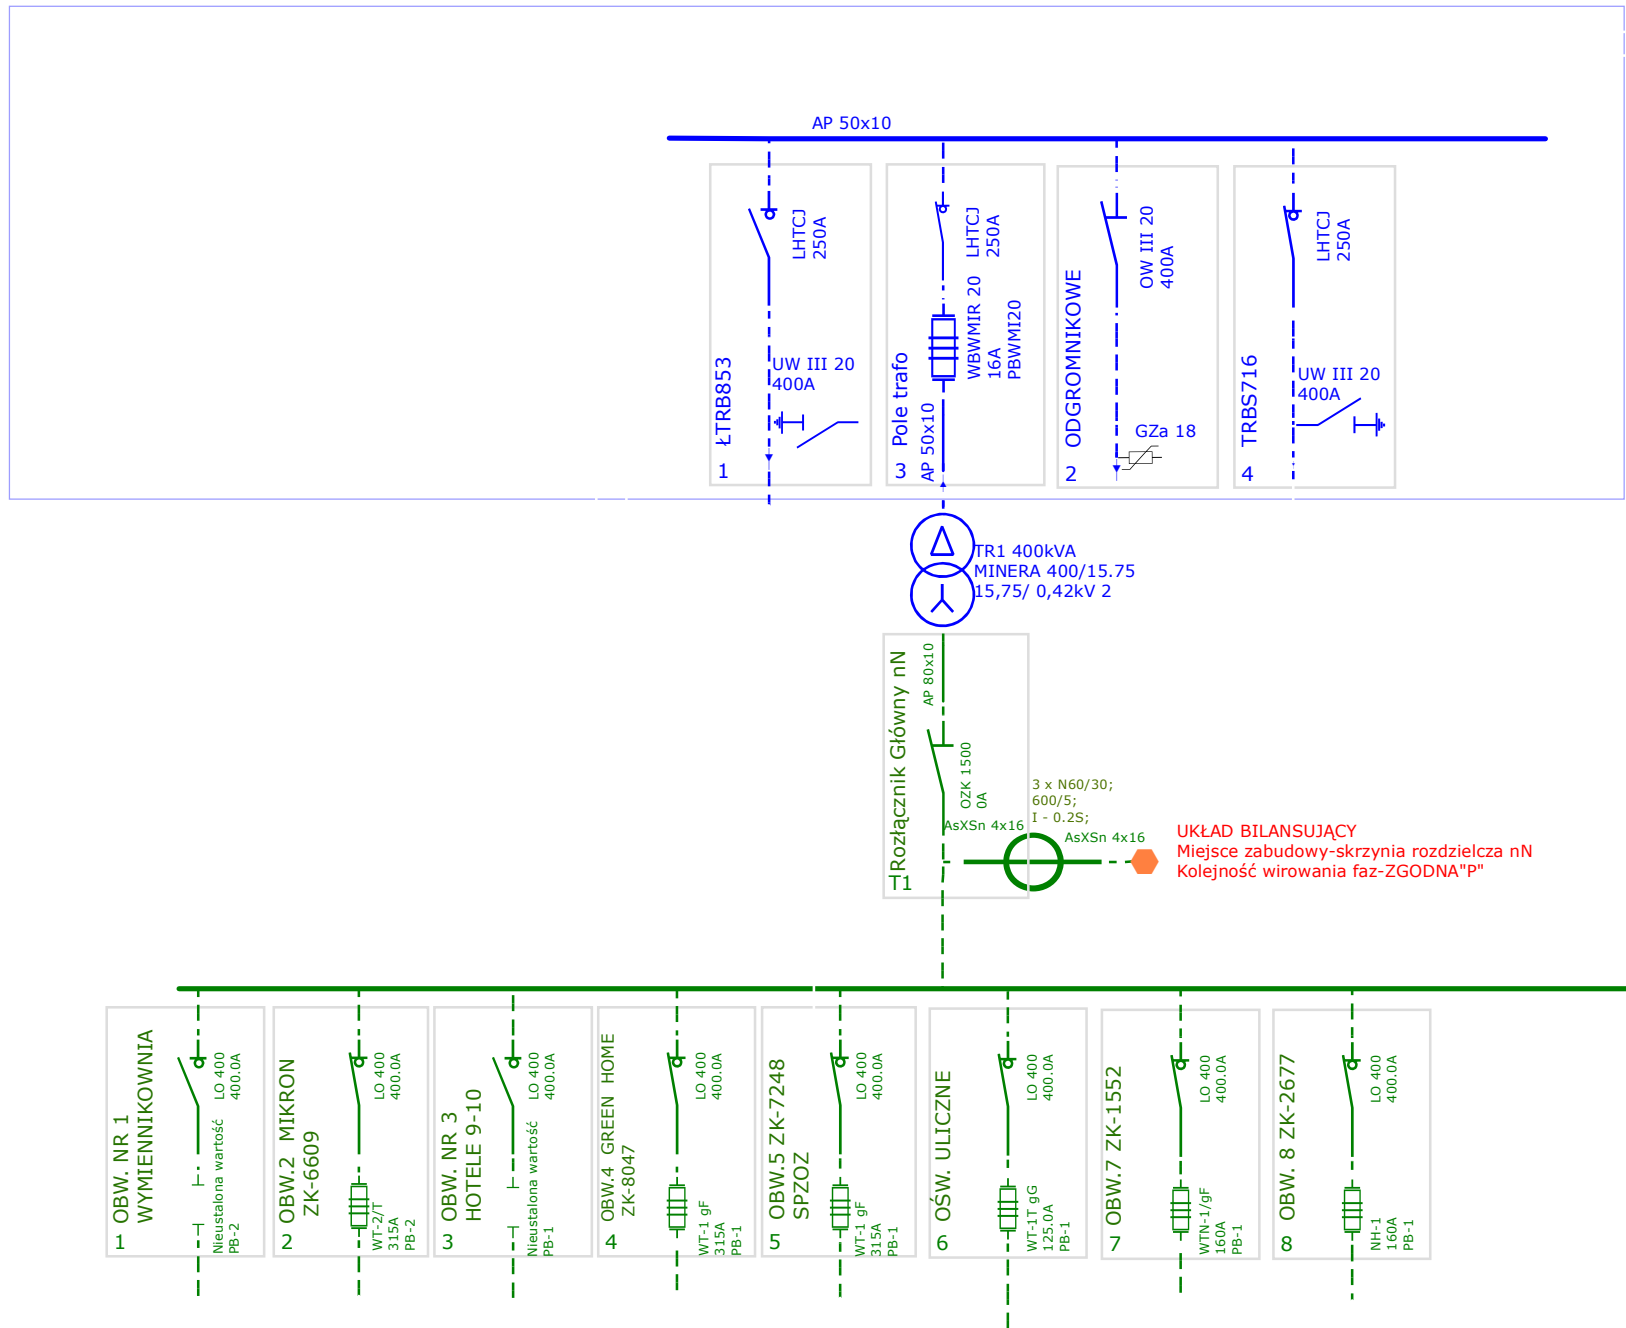 AP 50x10
LHTCJ
250A
ŁTRB853
UW III 20
400A
1
LHTCJ
250A
WBWMIR 20
16A
PBWMI20
Pole trafo
AP 50x10
3
OW III 20
400A
ODGROMNIKOWE
GZa 18
2
LHTCJ
250A
TRBS716
UW III 20
400A
4
TR1 400kVA
MINERA 400/15.75
15,75/ 0,42kV 2
Rozłącznik Główny nN
AP 80x10
OZK 1500
0A
T1
3 x N60/30;
600/5;
I - 0.2S;
AsXSn 4x16
AsXSn 4x16
UKŁAD BILANSUJĄCY
Miejsce zabudowy-skrzynia rozdzielcza nN
Kolejność wirowania faz-ZGODNA"P"
OBW. NR 1
WYMIENNIKOWNIA
LO 400
400.0A
Nieustalona wartość
PB-2
1
OBW.2 MIKRON
ZK-6609
LO 400
400.0A
WT-2/T
315A
PB-2
2
OBW. NR 3
HOTELE 9-10
LO 400
400.0A
Nieustalona wartość
PB-1
3
OBW.4 GREEN HOME
ZK-8047
LO 400
400.0A
WT-1 gF
315A
PB-1
4
OBW.5 ZK-7248
SPZOZ
LO 400
400.0A
WT-1 gF
315A
PB-1
5
OŚW. ULICZNE
LO 400
400.0A
WT-1T gG
125.0A
PB-1
6
OBW.7 ZK-1552
LO 400
400.0A
WTN-1/gF
160A
PB-1
7
OBW. 8 ZK-2677
LO 400
400.0A
NH-1
160A
PB-1
8